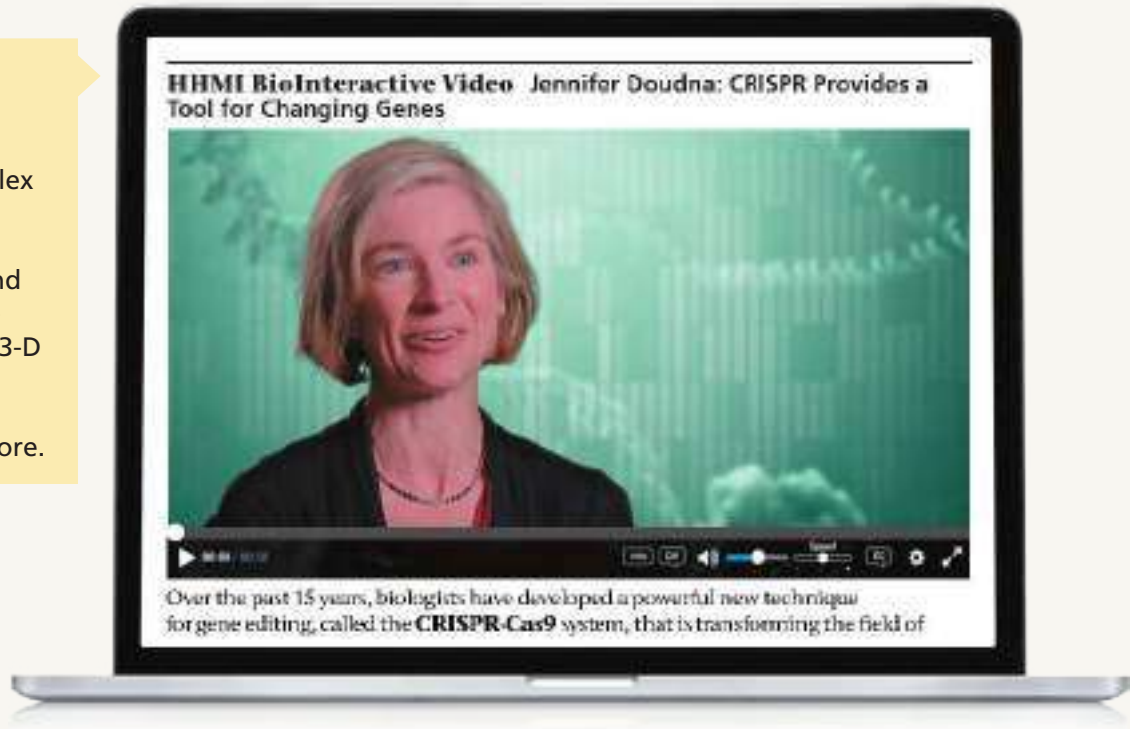 lex
nd
3-D
ore.
HHMI BioInteractive Video Jennifer Doudna: CRISPR Provides a
Tool for Changing Genes
Over the past 15 years, biologists have developed a powerful new technique
for gene editing, called the CRISPR-Cas9 system, that is transforming the field of